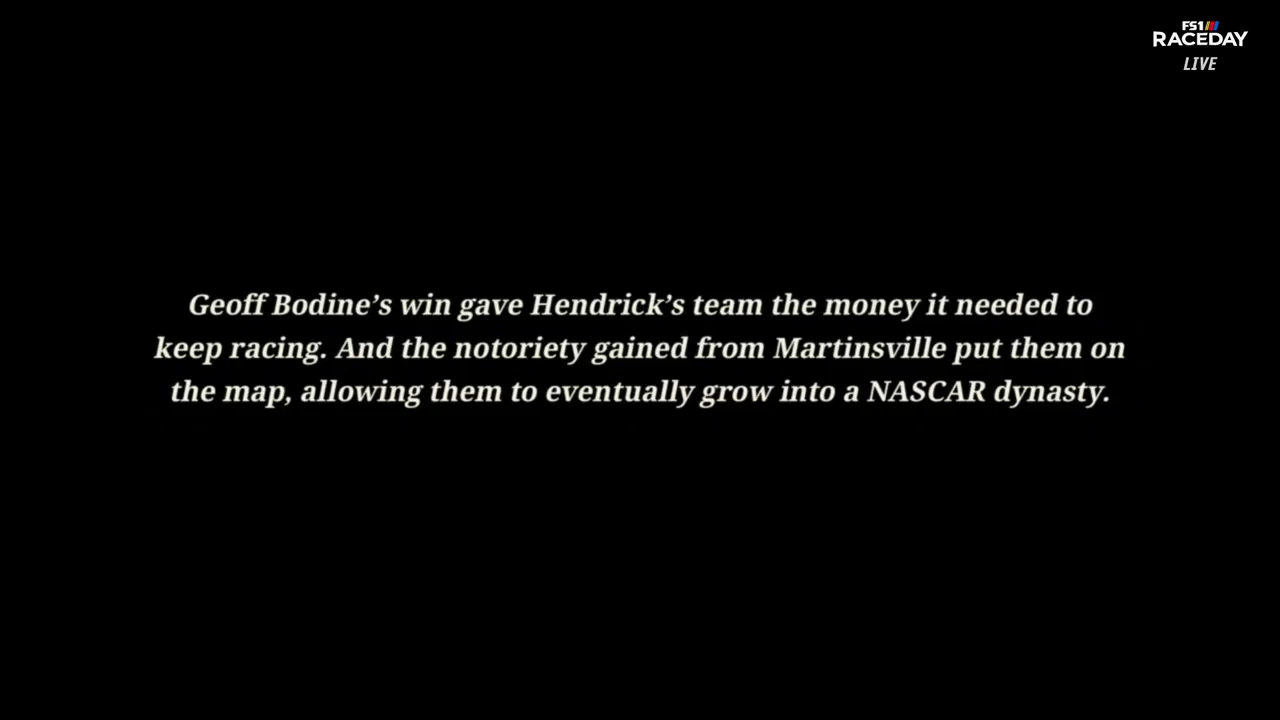 FS1
RACEDAY
LIVE
Geoff Bodine’s win gave Hendrick’s team the money it needed to
keep racing. And the notoriety gained from Martinsville put them on
the map, allowing them to eventually grow into a NASCAR dynasty.